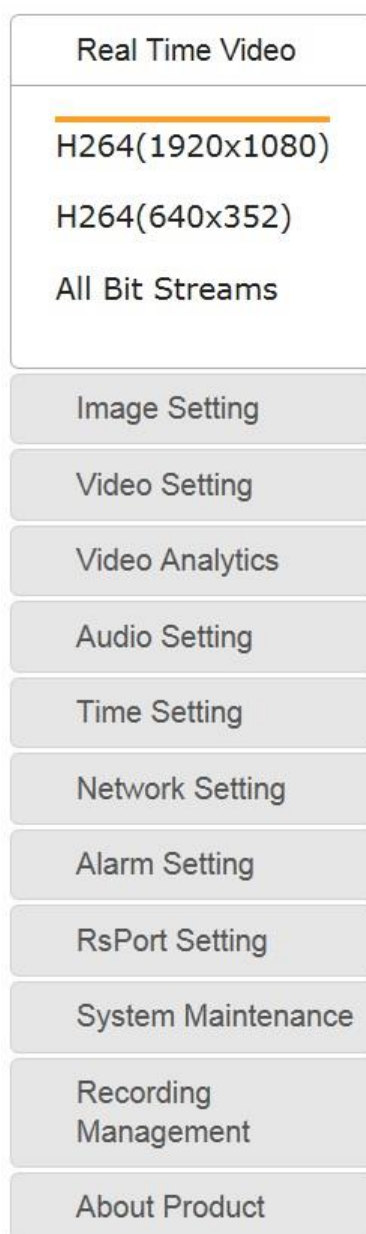 Real Time Video
H264(1920x1080)
H264(640x352)
All Bit Streams
Image Setting
Video Setting
Video Analytics
Audio Setting
Time Setting
Network Setting
Alarm Setting
RsPort Setting
System Maintenance
Recording
Management
About Product